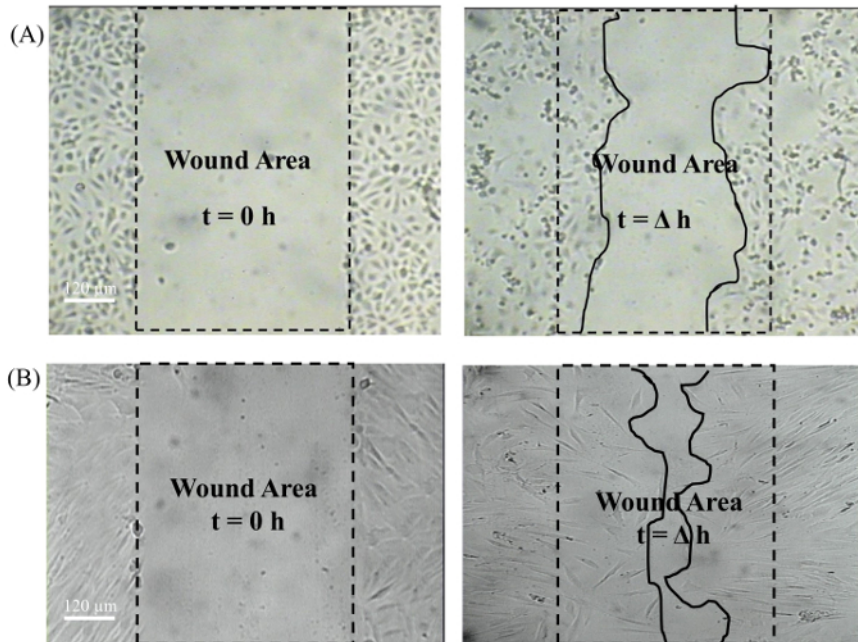 (A)
Wound Area
t = 0 h
120 µm
Wound Area
t = Δ h
(B)
Wound Area
t = 0 h
120 µm
Wound Area
t = Δ h